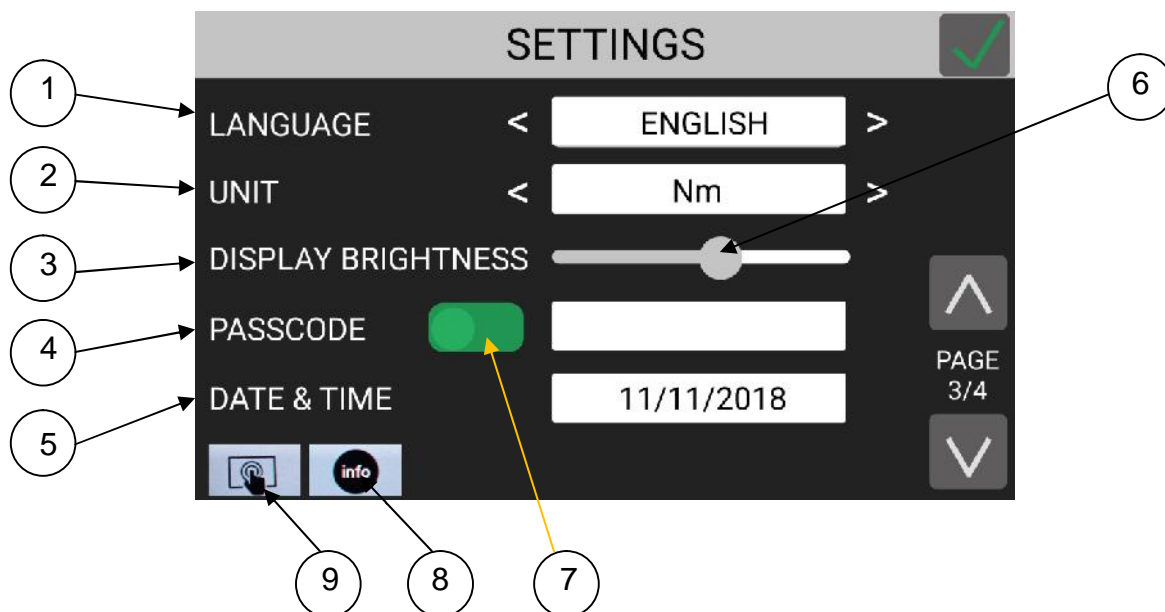 SETTINGS
1
6
LANGUAGE < ENGLISH >
2
UNIT < Nm >
3
DISPLAY BRIGHTNESS
4
PASSCODE
PAGE
3/4
5
DATE & TIME 11/11/2018
info
9 8 7